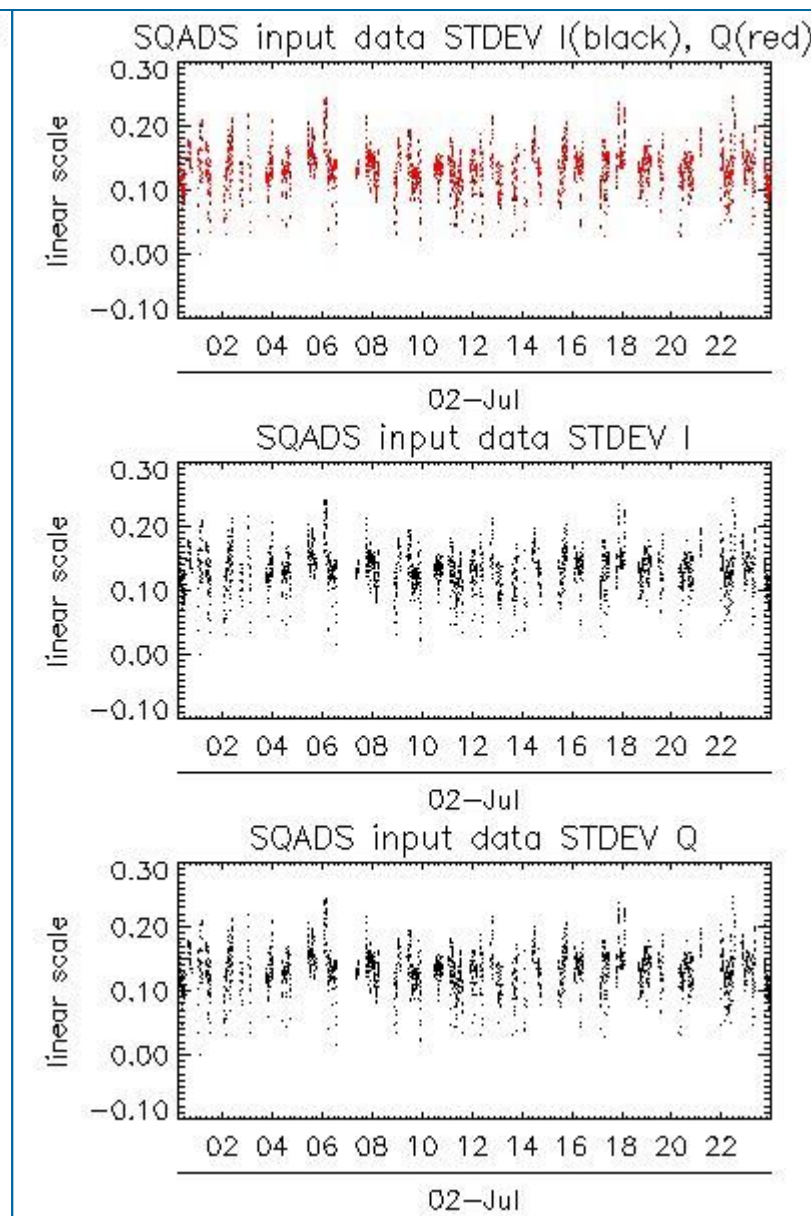 SQADS input data STDEV I(black), Q(red)
0.30
0.20
0.10
0.00
-0.10
linear scale
02 04 06 08 10 12 14 16 18 20 22
02-Jul
SQADS input data STDEV I
0.30
0.20
0.10
0.00
-0.10
linear scale
02 04 06 08 10 12 14 16 18 20 22
02-Jul
SQADS input data STDEV Q
0.30
0.20
0.10
0.00
-0.10
linear scale
02 04 06 08 10 12 14 16 18 20 22
02-Jul